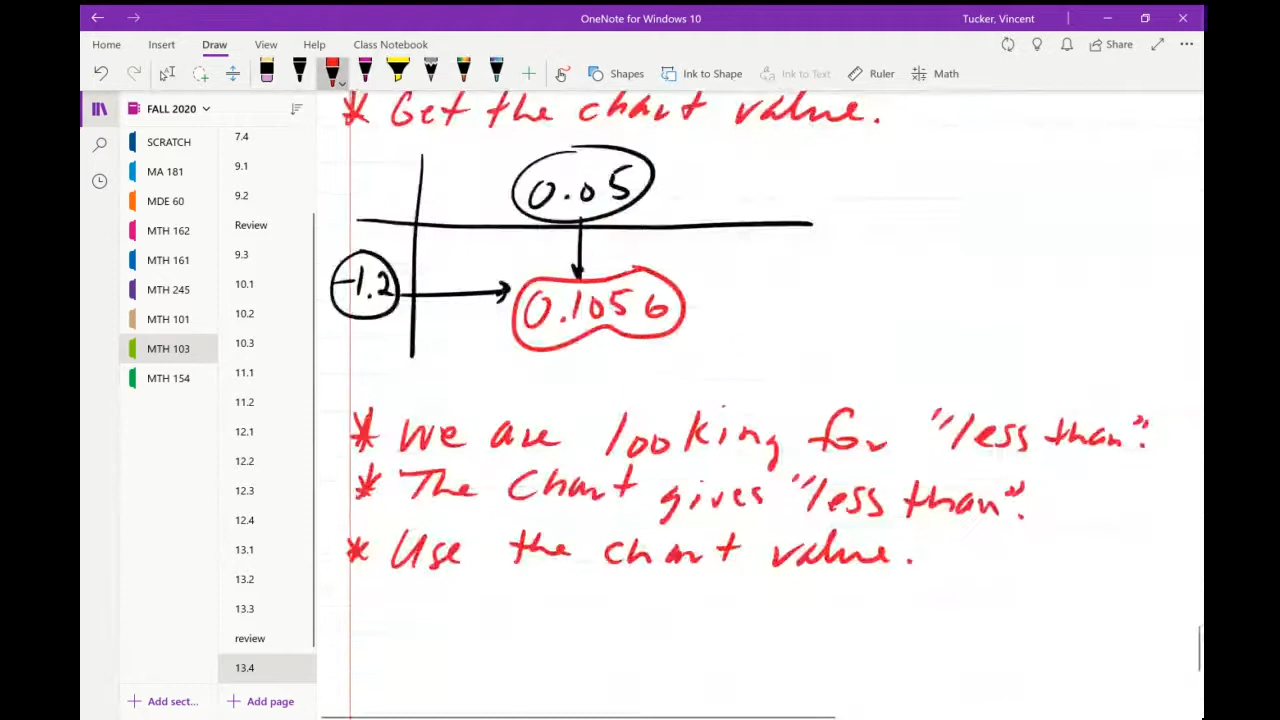 OneNote for Windows 10
Tucker, Vincent
Home Insert Draw View Help Class Notebook
Share
Shapes Ink to Shape Ink to Text Ruler Math
FALL 2020
SCRATCH
MA 181
MDE 60
MTH 162
MTH 161
MTH 245
MTH 101
MTH 103
MTH 154
Add sect...
7.4
9.1
9.2
Review
9.3
10.1
10.2
10.3
11.1
11.2
12.1
12.2
12.3
12.4
13.1
13.2
13.3
review
13.4
Add page
* Get the chart value.
0.05
-1.2 0.1056
* We are looking for "less than".
* The Chart gives "less than".
* Use the chart value.